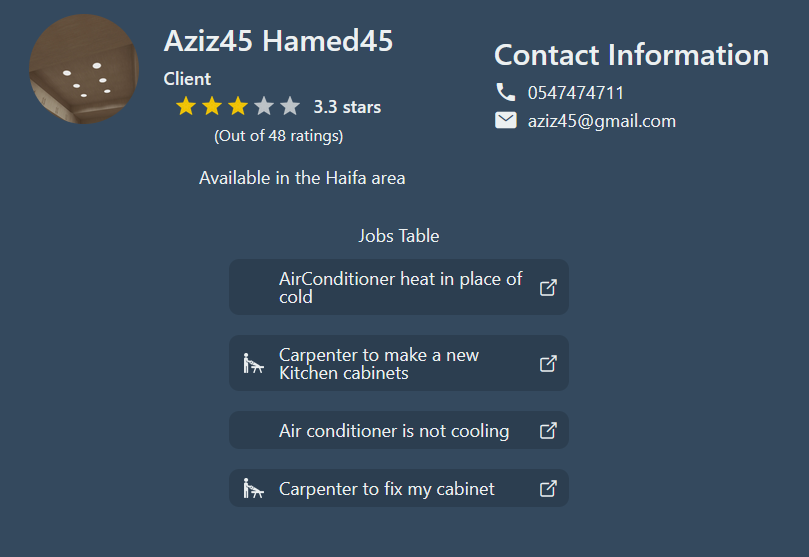 Aziz45 Hamed45
Client
3.3 stars
(Out of 48 ratings)
Available in the Haifa area
Contact Information
0547474711
aziz45@gmail.com
Jobs Table
AirConditioner heat in place of
cold
Carpenter to make a new
Kitchen cabinets
Air conditioner is not cooling
Carpenter to fix my cabinet